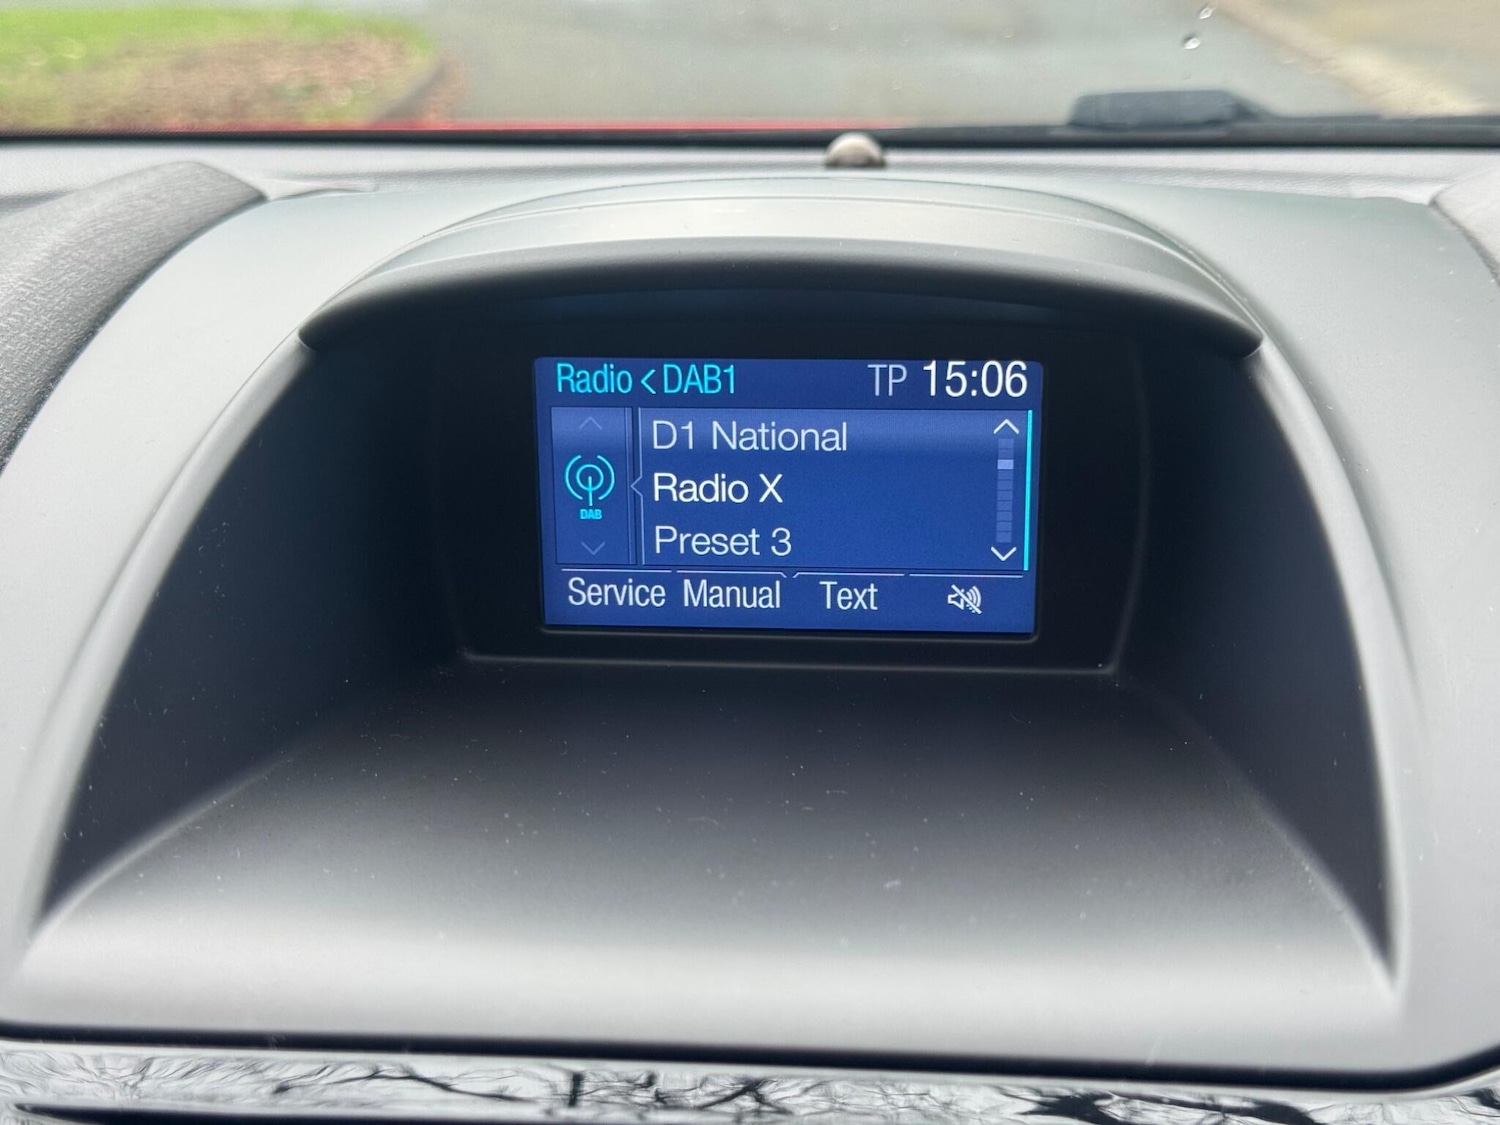 Radio < DAB1 TP 15:06
D1 National
DAB
Radio X
Preset 3
Service Manual Text